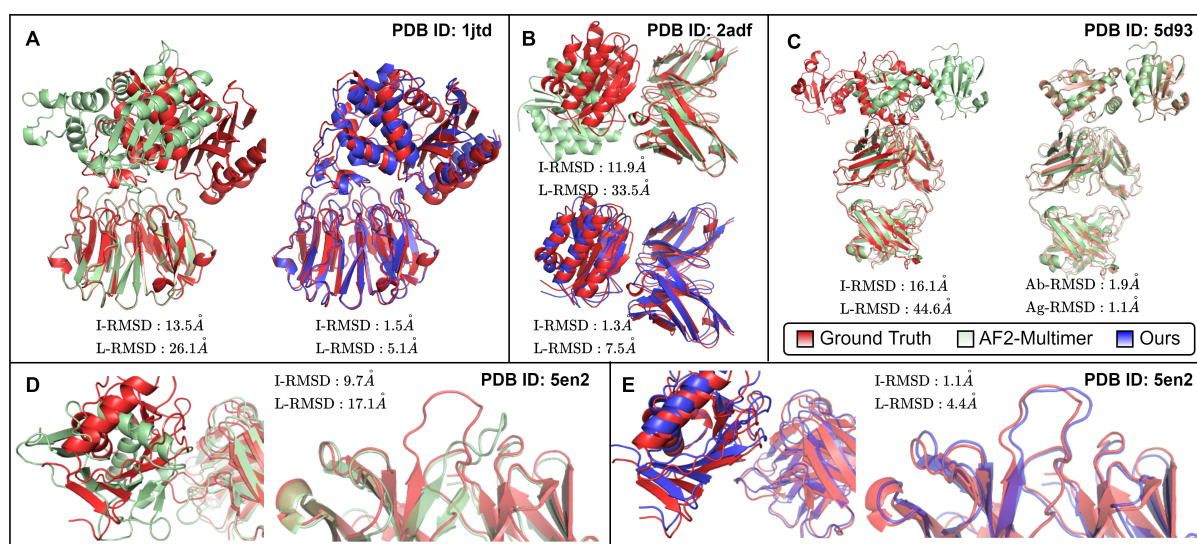 A
PDB ID: 1jtd
I-RMSD : 13.5Å
L-RMSD : 26.1Å
I-RMSD : 1.5Å
L-RMSD : 5.1Å
B
PDB ID: 2adf
I-RMSD : 11.9Å
L-RMSD : 33.5Å
I-RMSD : 1.3Å
L-RMSD : 7.5Å
C
PDB ID: 5d93
I-RMSD : 16.1Å
L-RMSD : 44.6Å
Ab-RMSD : 1.9Å
Ag-RMSD : 1.1Å
Ground Truth
AF2-Multimer
Ours
D
I-RMSD : 9.7Å
L-RMSD : 17.1Å
PDB ID: 5en2
E
I-RMSD : 1.1Å
L-RMSD : 4.4Å
PDB ID: 5en2